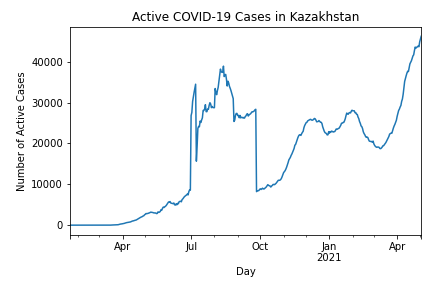 Active COVID-19 Cases in Kazakhstan
Number of Active Cases
40000
30000
20000
10000
0
Apr
Jul
Oct
Jan
2021
Apr
Day